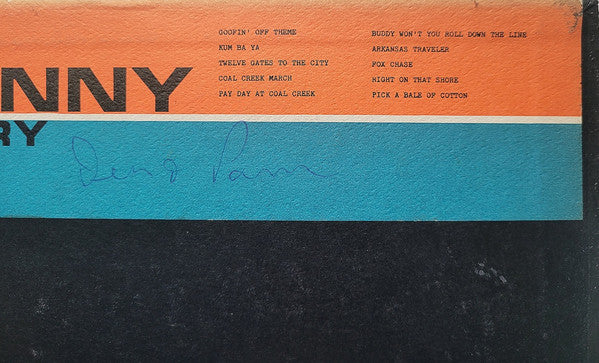 GOOFIN' OFF THEME
KUM BA YA
TWELVE GATES TO THE CITY
COAL CREEK MARCH
PAY DAY AT COAL CREEK
BUDDY WON'T YOU ROLL DOWN THE LINE
ARKANSAS TRAVELER
FOX CHASE
HIGHT ON THAT SHORE
PICK A BALE OF COTTON
NNY
RY